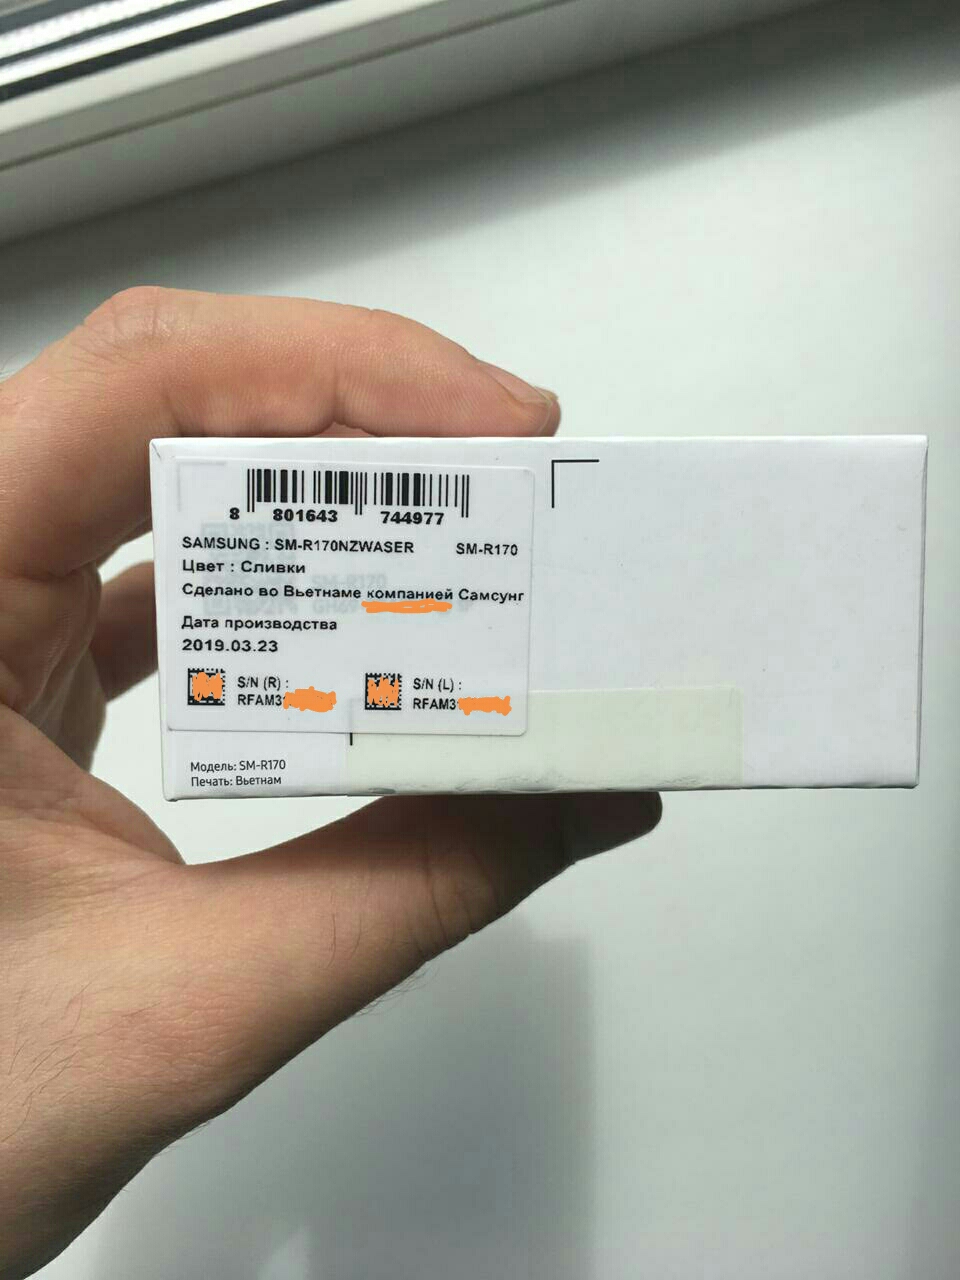 8 801643 744977
SAMSUNG : SM-R170NZWASER SM-R170
Цвет : Сливки
Сделано во Вьетнаме компанией Самсунг
Дата производства
2019.03.23
S/N (R) :
RFAM3
S/N (L) :
RFAM3
Модель: SM-R170
Печать: Вьетнам